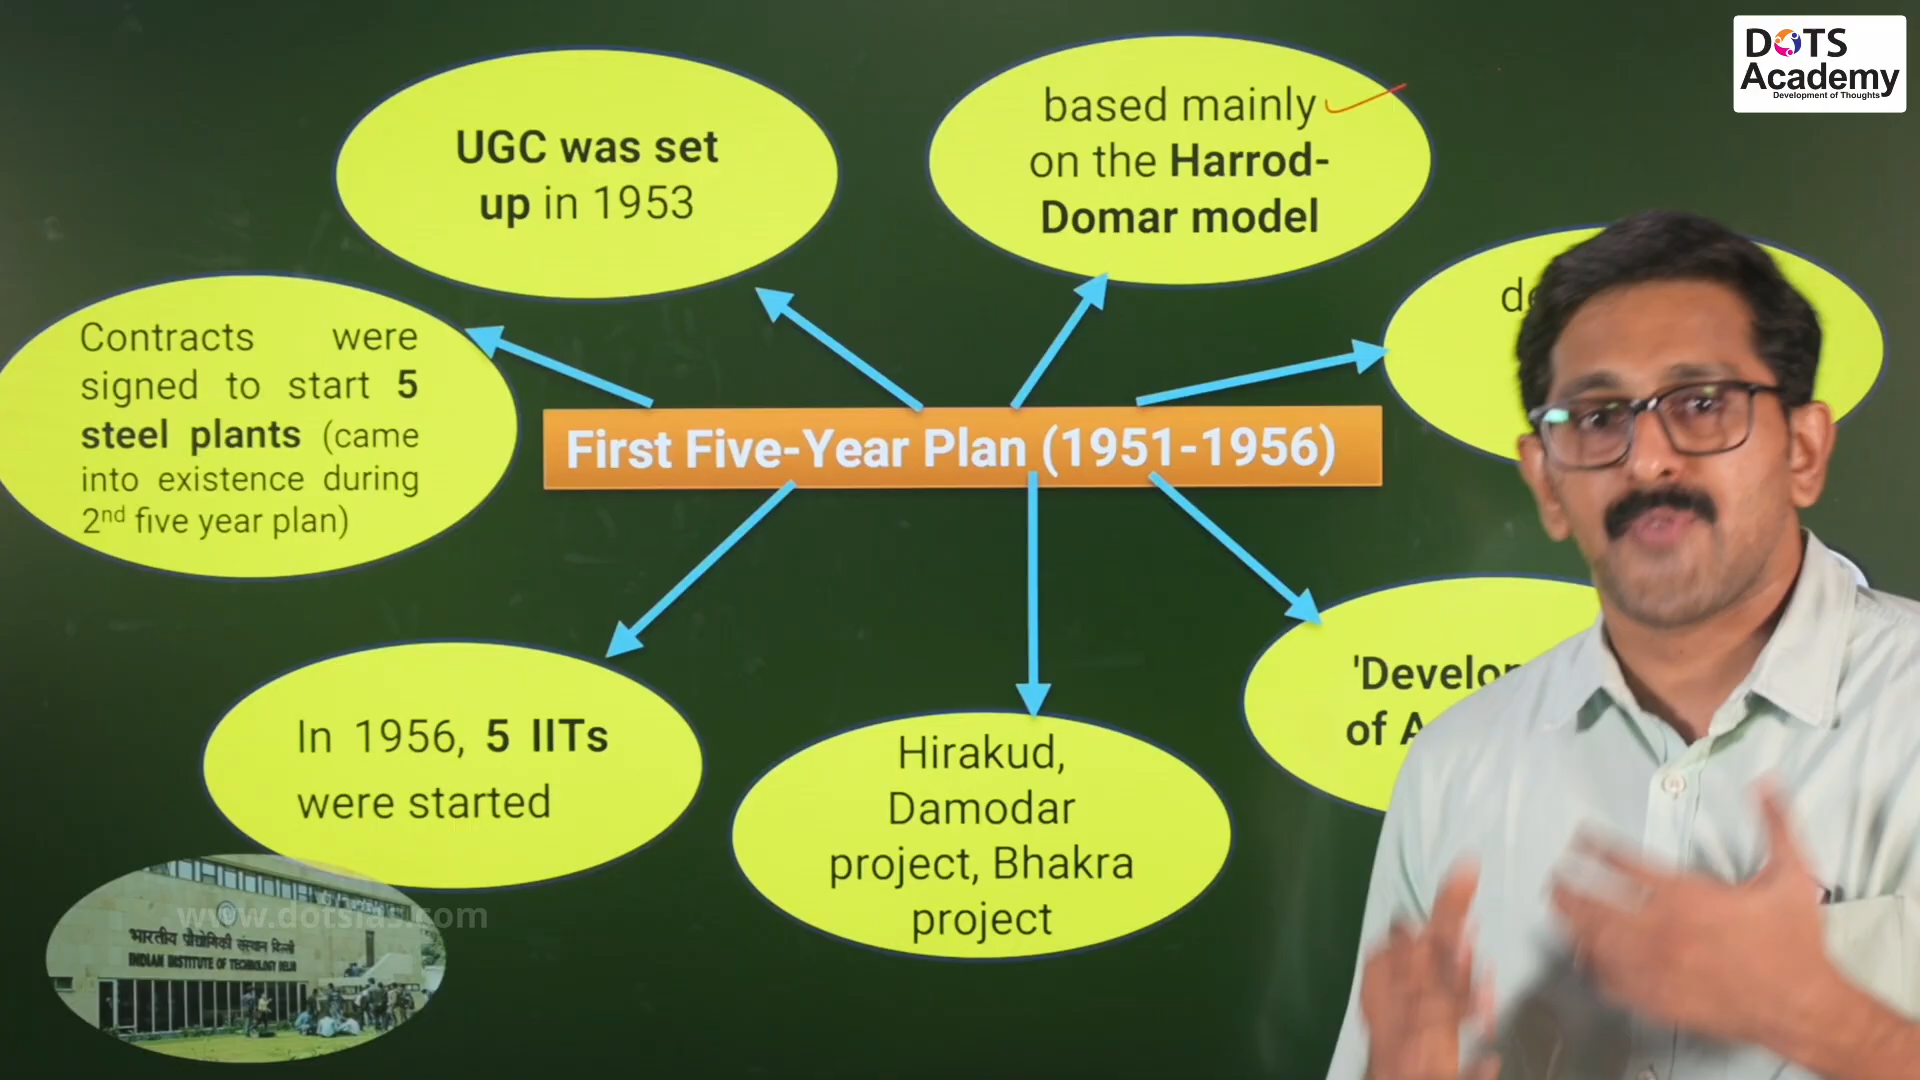 DOTS
Academy
Development of Thoughts
UGC was set
up in 1953
based mainly
on the Harrod-
Domar model
Contracts were
signed to start 5
steel plants (came
into existence during
2nd five year plan)
First Five-Year Plan (1951-1956)
In 1956, 5 IITs
were started
Hirakud,
Damodar
project, Bhakra
project
of
www.dotsias.com
भारतीय प्रौद्योगिकी संस्थान दिल्ली
INDIAN INSTITUTE OF TECHNOLOGY DELHI